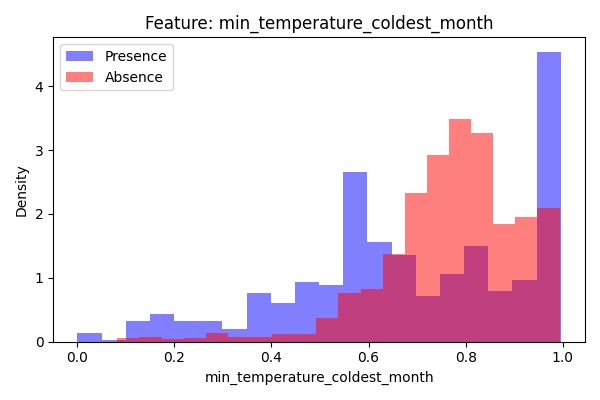 Feature: min_temperature_coldest_month
Presence
Absence
Density
4
3
2
1
0
0.0 0.2 0.4 0.6 0.8 1.0
min_temperature_coldest_month